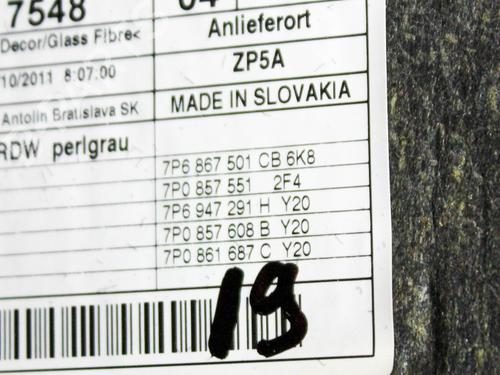 7548
Anlieferort
Decor/Glass Fibre<
ZP5A
10/2011 8:07.00
MADE IN SLOVAKIA
Antolin Bratislava SK
RDW perlgrau
7P6 867 501 CB 6K8
7P0 857 551 2F4
7P6 947 291 H Y20
7P0 857 608 B Y20
7P0 861 687 C Y20
19